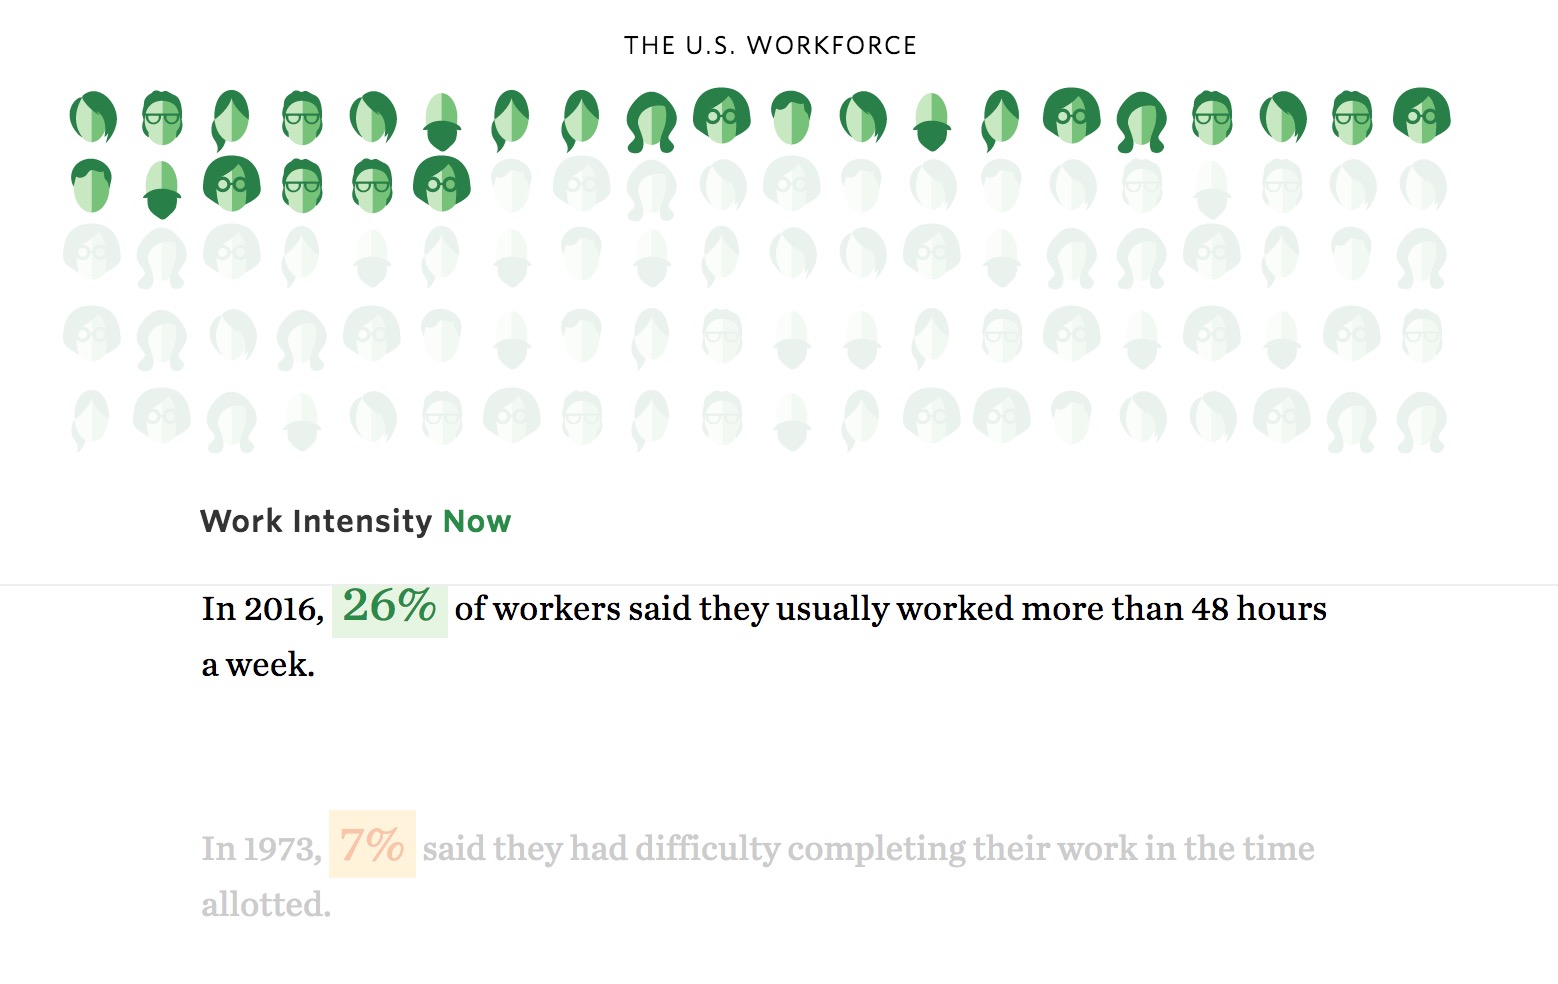 THE U.S. WORKFORCE
Work Intensity Now
In 2016, 26% of workers said they usually worked more than 48 hours
a week.
In 1973, 7% said they had difficulty completing their work in the time
allotted.